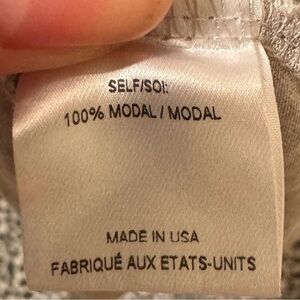 SELF/SOI:
100% MODAL / MODAL
MADE IN USA
FABRIQUÉ AUX ETATS-UNITS